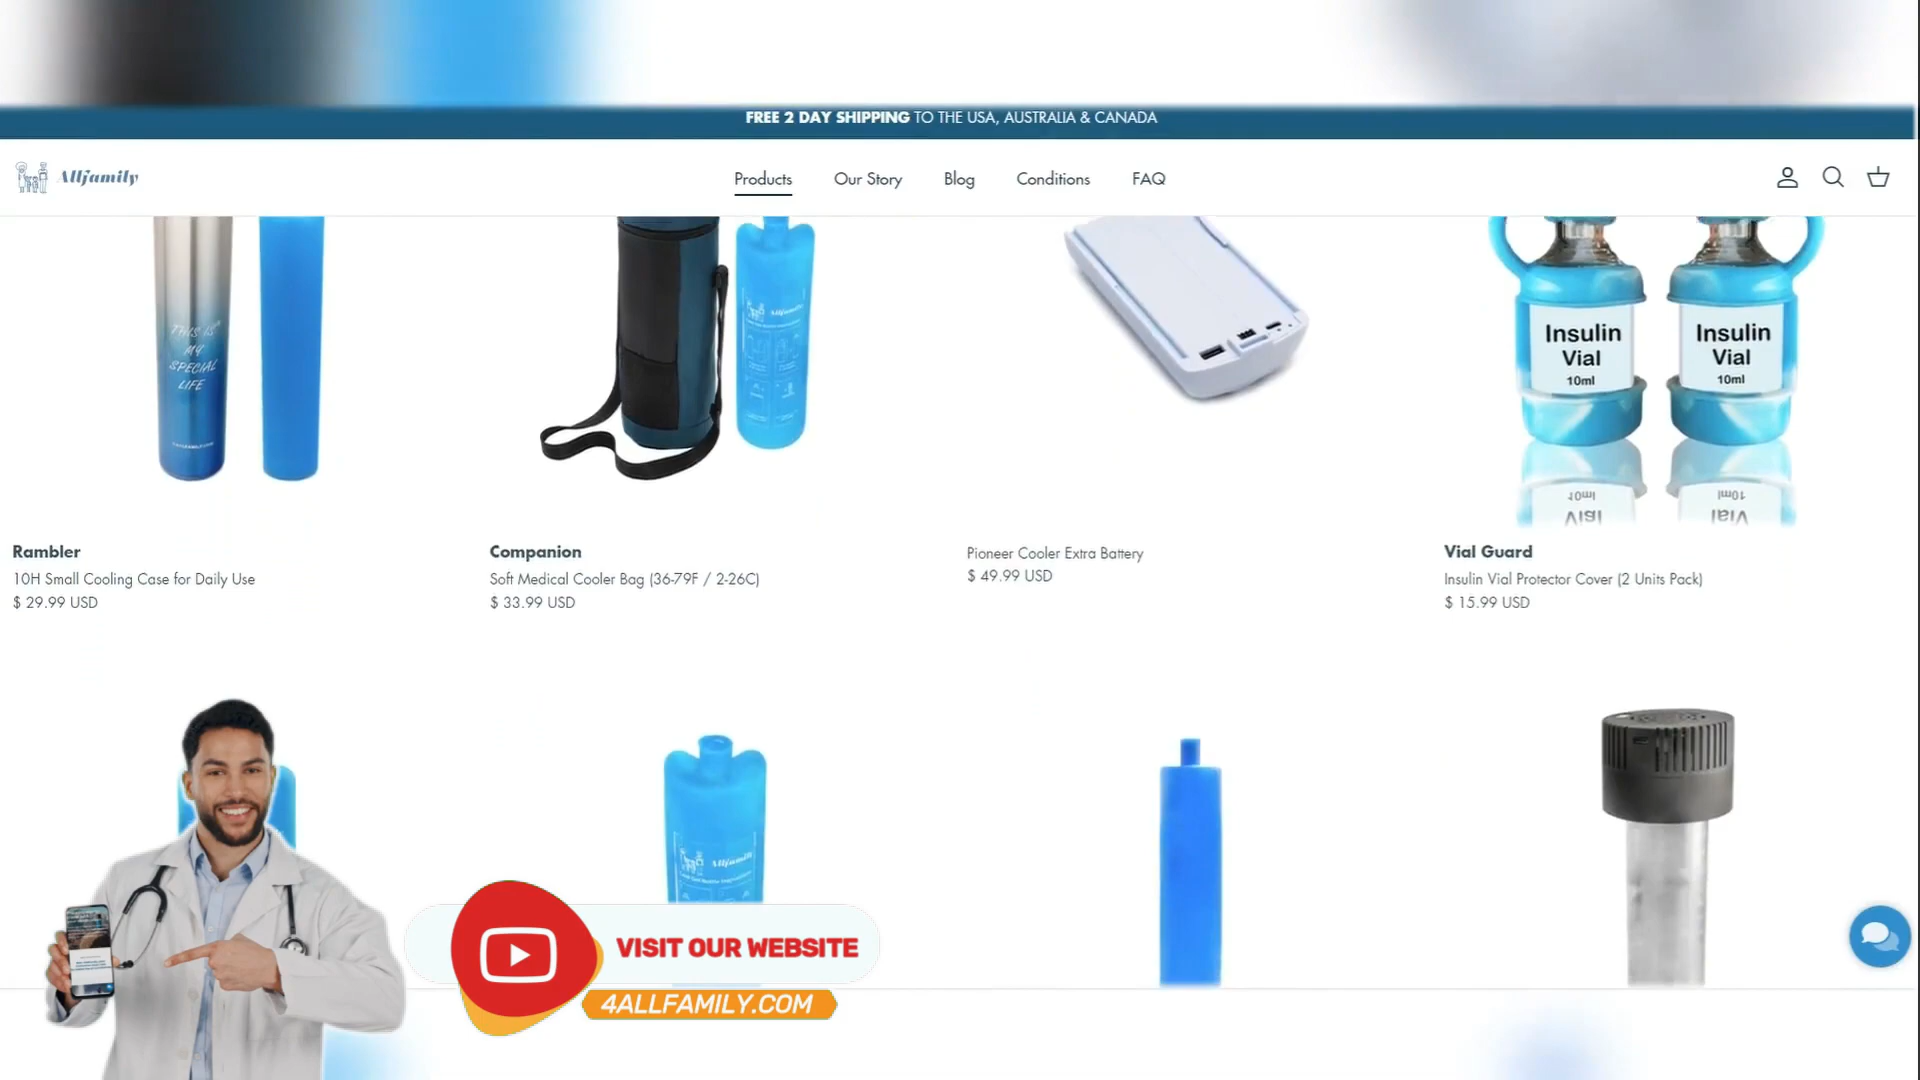 FREE 2 DAY SHIPPING TO THE USA, AUSTRALIA & CANADA
Allfamily
Products
Our Story
Blog
Conditions
FAQ
THIS IS
MY
SPECIAL
LIFE
Allfamily
Insulin
Vial
10ml
Insulin
Vial
10ml
Rambler
10H Small Cooling Case for Daily Use
$ 29.99 USD
Companion
Soft Medical Cooler Bag (36-79F / 2-26C)
$ 33.99 USD
Pioneer Cooler Extra Battery
$ 49.99 USD
Vial Guard
Insulin Vial Protector Cover (2 Units Pack)
$ 15.99 USD
Allfamily
VISIT OUR WEBSITE
4ALLFAMILY.COM